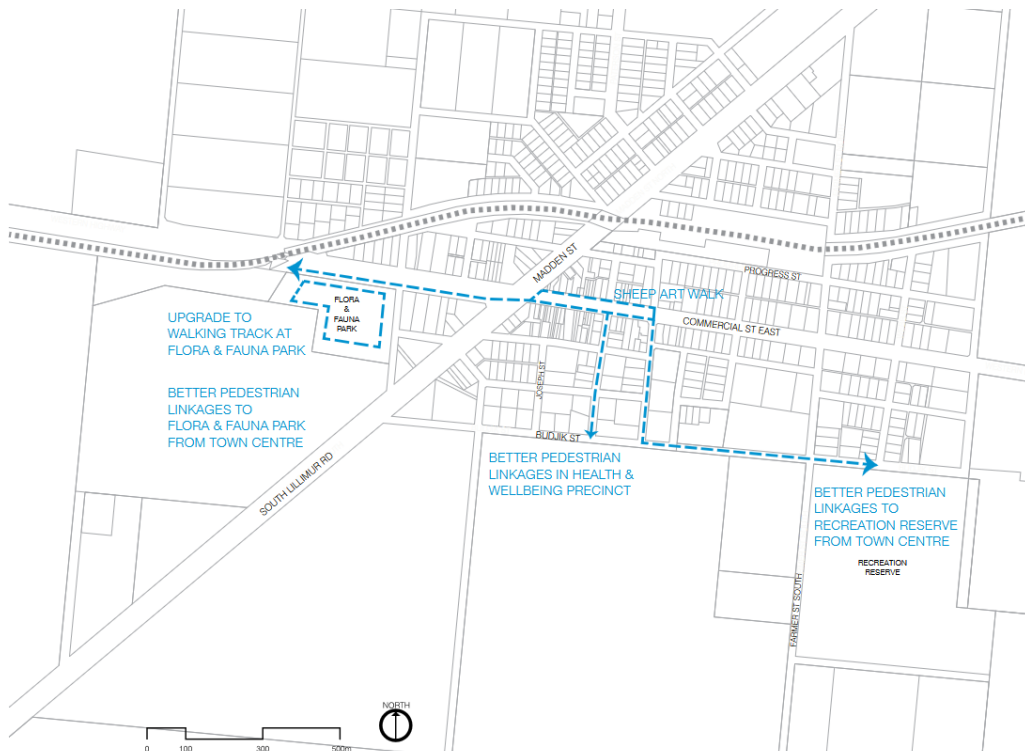 MADDEN ST
PROGRESS ST
SHEEP ART WALK
COMMERCIAL ST EAST
FLORA
&
FAUNA
PARK
UPGRADE TO
WALKING TRACK AT
FLORA & FAUNA PARK
BETTER PEDESTRIAN
LINKAGES TO
FLORA & FAUNA PARK
FROM TOWN CENTRE
JOSEPH ST
BUDJIK ST
BETTER PEDESTRIAN
LINKAGES IN HEALTH &
WELLBEING PRECINCT
SOUTH LILLIMUR RD
BETTER PEDESTRIAN
LINKAGES TO
RECREATION RESERVE
FROM TOWN CENTRE
RECREATION
RESERVE
FARMER ST SOUTH
NORTH
0 100 300 500m